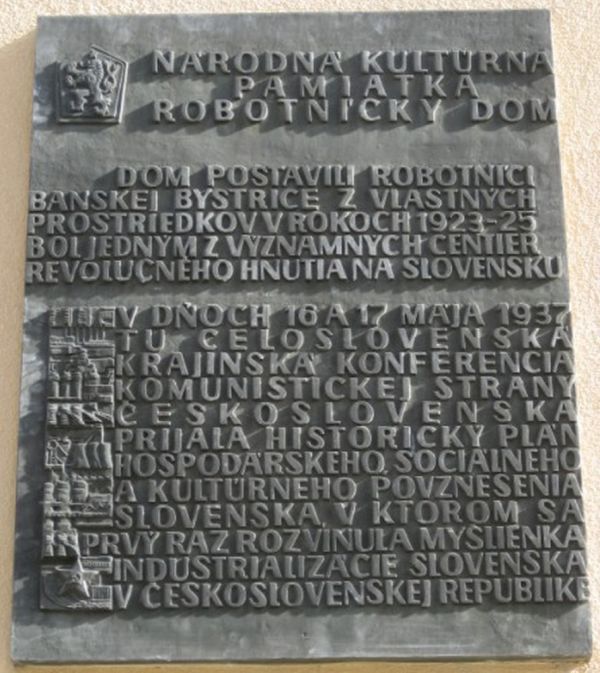 NÁRODNÁ KULTÚRNA
PAMIATKA
ROBOTNÍCKY DOM
DOM POSTAVILI ROBOTNÍCI
BANSKEJ BYSTRICE Z VLASTNÝCH
PROSTRIEDKOV V ROKOCH 1923-25
BOL JEDNÝM Z VÝZNAMNÝCH CENTIER
REVOLUČNÉHO HNUTIA NA SLOVENSKU
V DŇOCH 16 A 17 MÁJA 1937
TU CELOSLOVENSKÁ
KRAJINSKÁ KONFERENCIA
KOMUNISTICKEJ STRANY
ČESKOSLOVENSKA
PRIJALA HISTORICKÝ PLÁN
HOSPODÁRSKEHO, SOCIÁLNEHO
A KULTÚRNEHO POVZNESENIA
SLOVENSKA, V KTOROM SA
PRVÝ RAZ ROZVINULA MYŠLIENKA
INDUSTRIALIZÁCIE SLOVENSKA
V ČESKOSLOVENSKEJ REPUBLIKE